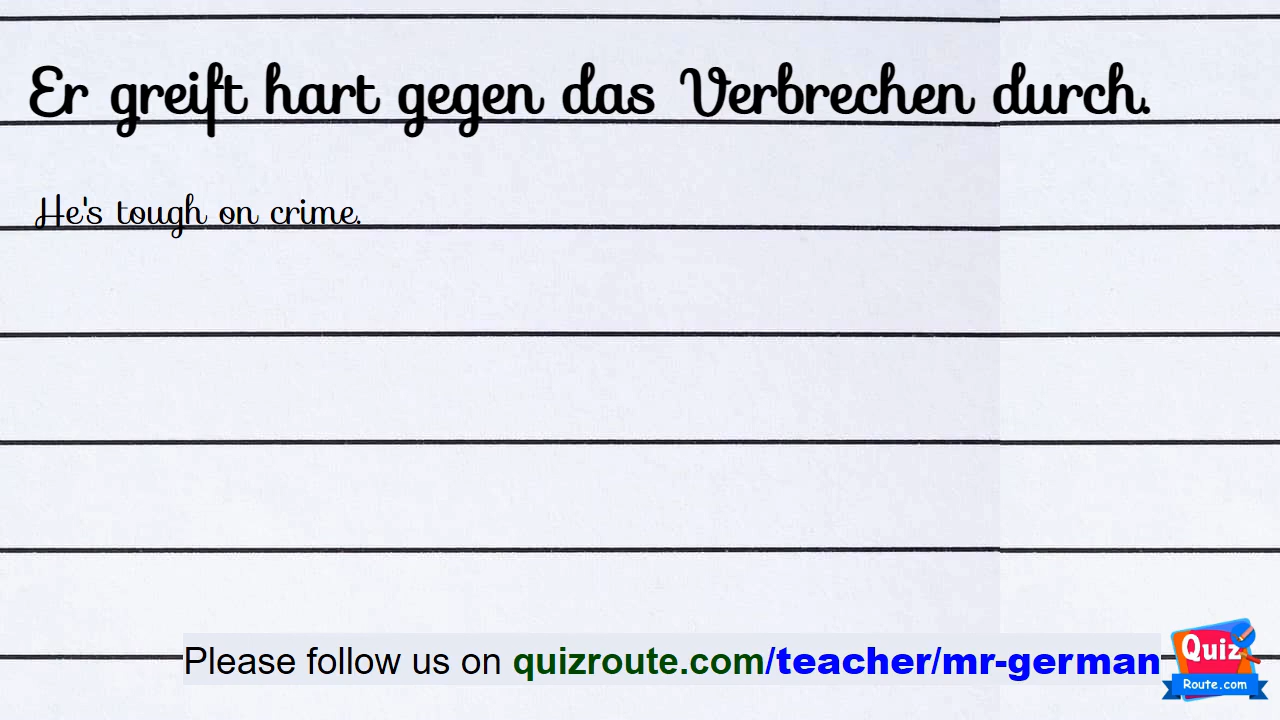 Er greift hart gegen das Verbrechen durch.
He's tough on crime.
Please follow us on quizroute.com/teacher/mr-german
Quiz
Route.com